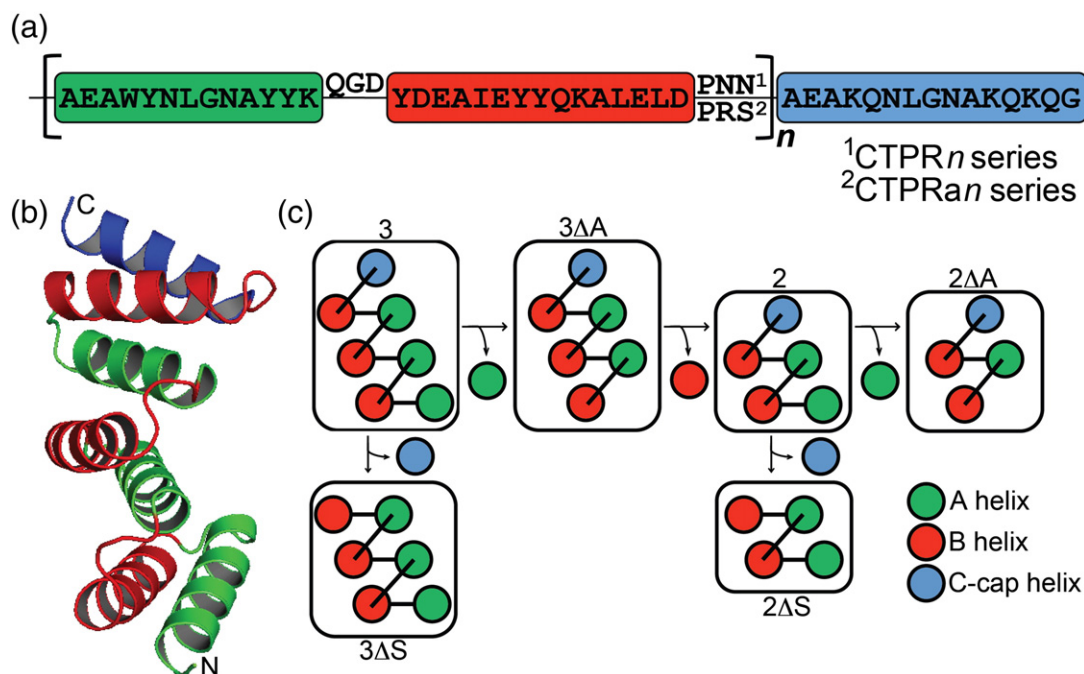 (a)
[AEAWYNLGNAYYK QGD YDEAIEYYQKALELD PNN¹ ]n AEAKQNLGNAKQKQG
PRS²
¹CTPRn series
²CTPRan series
(b)
C
N
(c)
3
3ΔA
2
2ΔA
3ΔS
2ΔS
A helix
B helix
C-cap helix